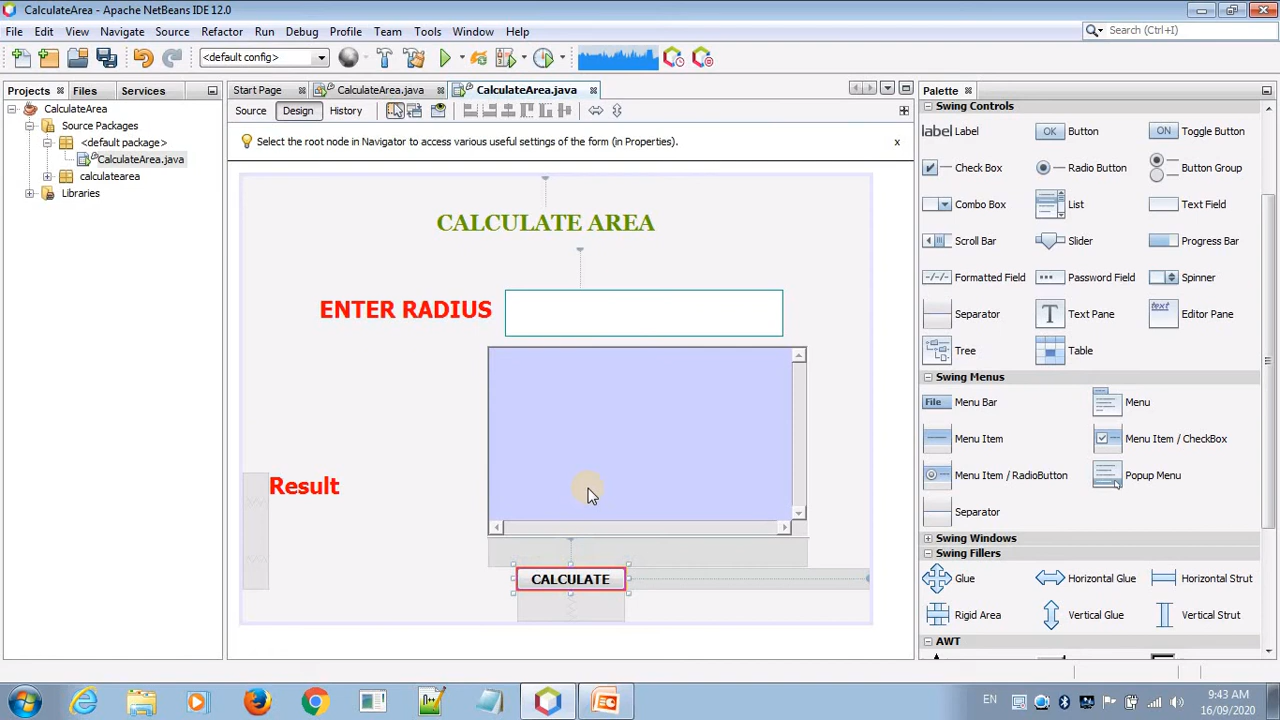 CalculateArea - Apache NetBeans IDE 12.0
File Edit View Navigate Source Refactor Run Debug Profile Team Tools Window Help
Search (Ctrl+I)
<default config>
Projects Files Services
Start Page CalculateArea.java CalculateArea.java
Palette
CalculateArea
Source Packages
<default package>
CalculateArea.java
calculatearea
Libraries
Source Design History
Select the root node in Navigator to access various useful settings of the form (in Properties). x
CALCULATE AREA
ENTER RADIUS
Result
CALCULATE
Swing Controls
label Label OK Button ON Toggle Button
Check Box Radio Button Button Group
Combo Box List Text Field
Scroll Bar Slider Progress Bar
Formatted Field Password Field Spinner
Separator T Text Pane text Editor Pane
Tree Table
Swing Menus
File Menu Bar Menu
Menu Item Menu Item / CheckBox
Menu Item / RadioButton Popup Menu
Separator
Swing Windows
Swing Fillers
Glue Horizontal Glue Horizontal Strut
Rigid Area Vertical Glue Vertical Strut
AWT
EN
9:43 AM
16/09/2020